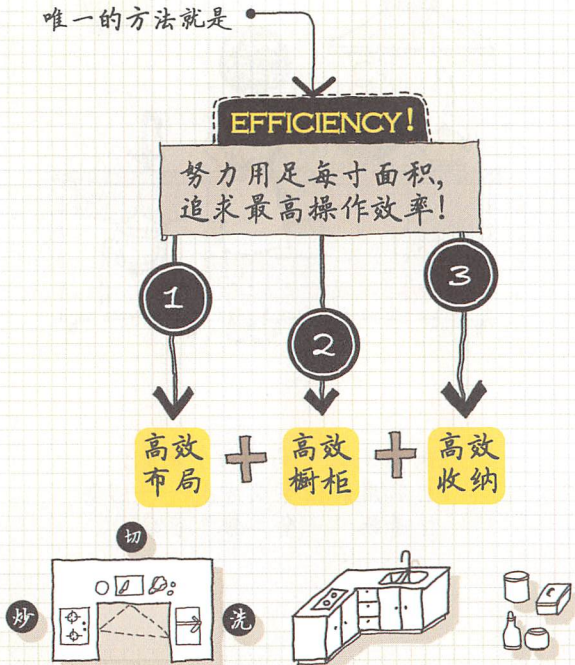 唯一的方法就是
EFFICIENCY!
努力用足每寸面积,
追求最高操作效率!
1
2
3
高效
布局
+
高效
橱柜
+
高效
收纳
切
炒
洗